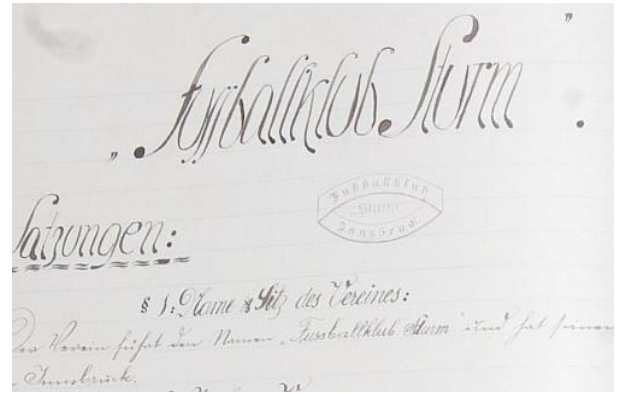 „Fussballklub Sturm".
Fußballklub
„Sturm"
Innsbruck
Satzungen:
§ 1: Name & Sitz des Vereines:
Der Verein führt den Namen „Fussballklub Sturm" und hat seinen
Innsbruck.